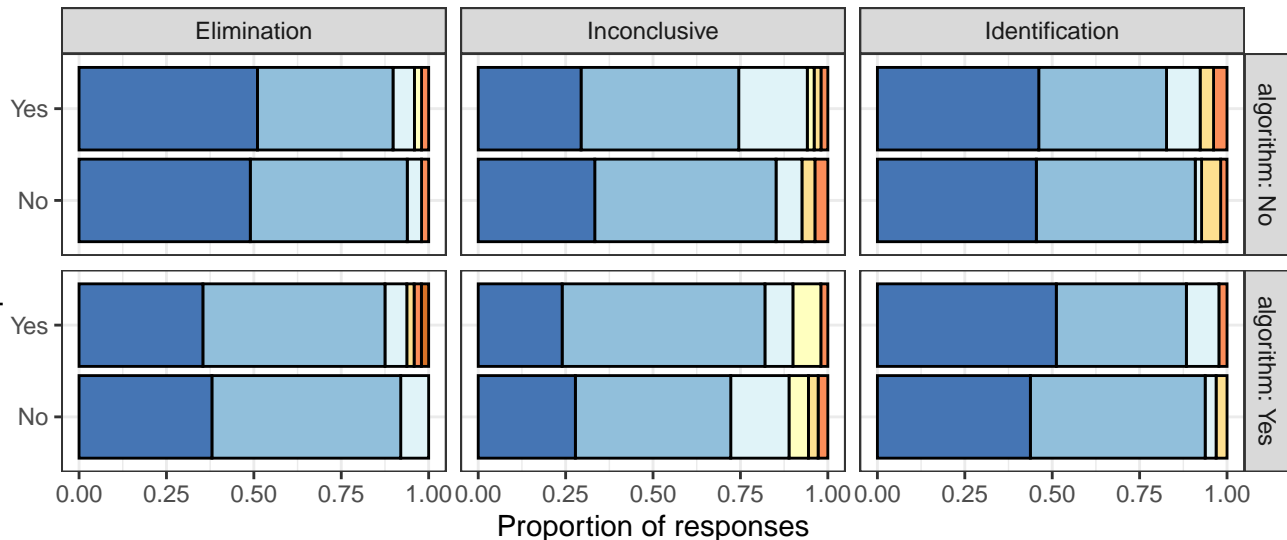 Elimination Inconclusive Identification
Yes
No
algorithm: No
Yes
No
algorithm: Yes
0.00 0.25 0.50 0.75 1.00 0.00 0.25 0.50 0.75 1.00 0.00 0.25 0.50 0.75 1.00
Proportion of responses